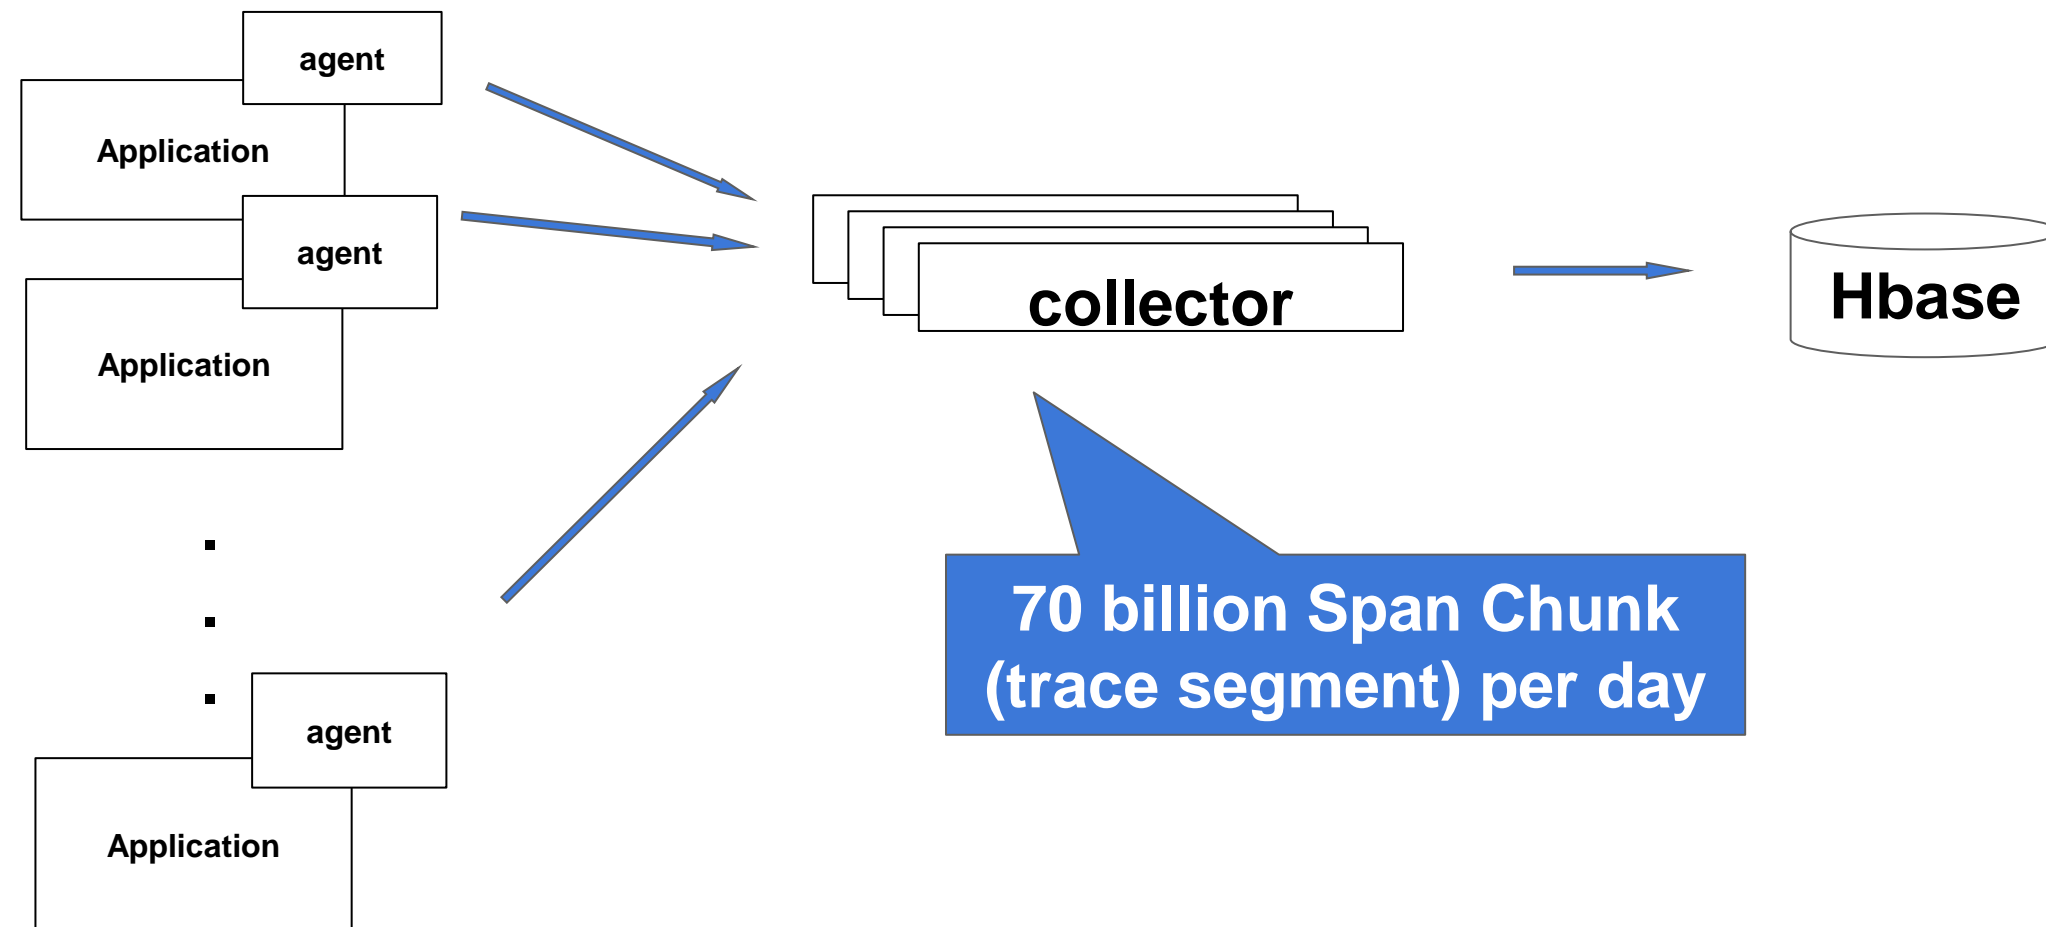 agent
Application
agent
Application
agent
Application
collector
Hbase
70 billion Span Chunk
(trace segment) per day